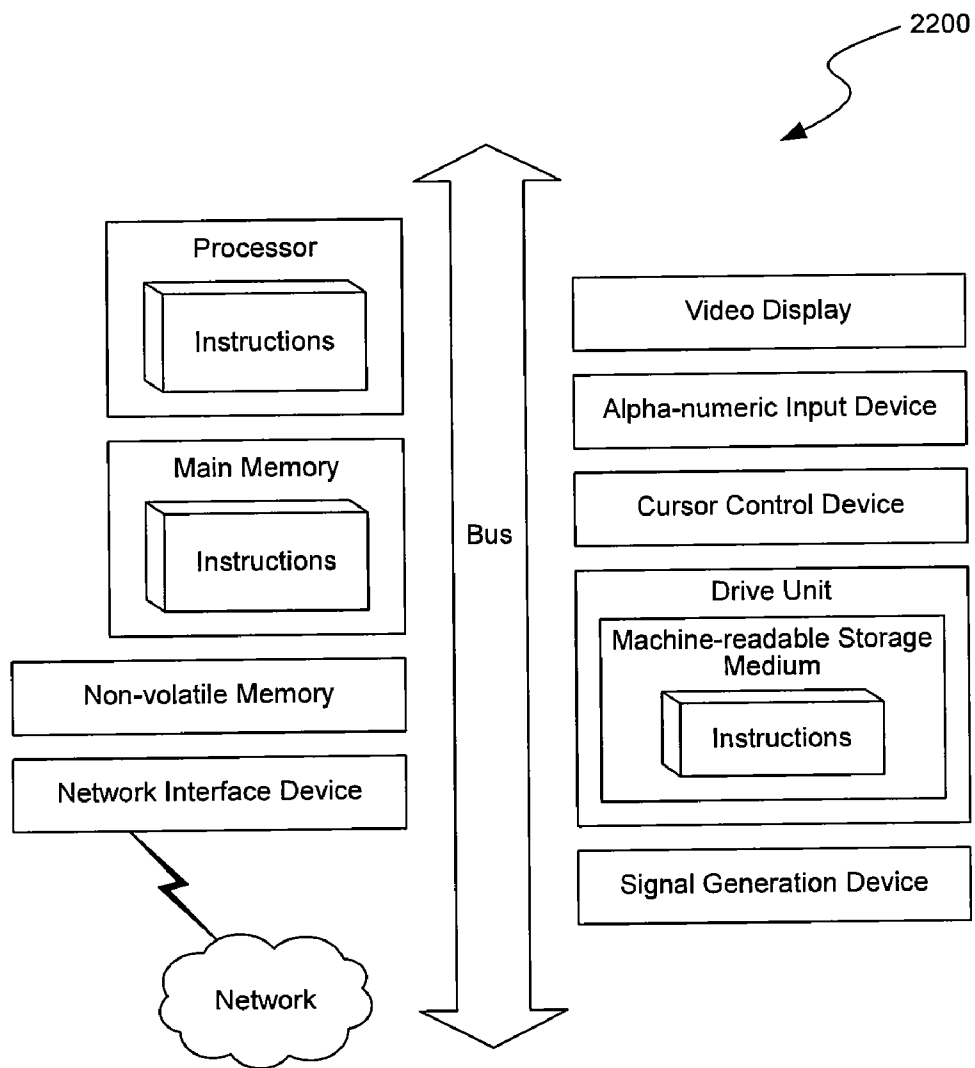 2200
Processor
Instructions
Main Memory
Instructions
Non-volatile Memory
Network Interface Device
Network
Bus
Video Display
Alpha-numeric Input Device
Cursor Control Device
Drive Unit
Machine-readable Storage
Medium
Instructions
Signal Generation Device